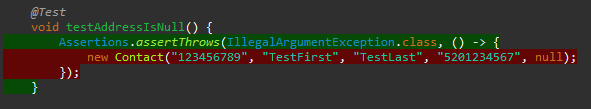 @Test
void testAddressIsNull() {
Assertions.assertThrows(IllegalArgumentException.class, () -> {
new Contact("123456789", "TestFirst", "TestLast", "5201234567", null);
});
}